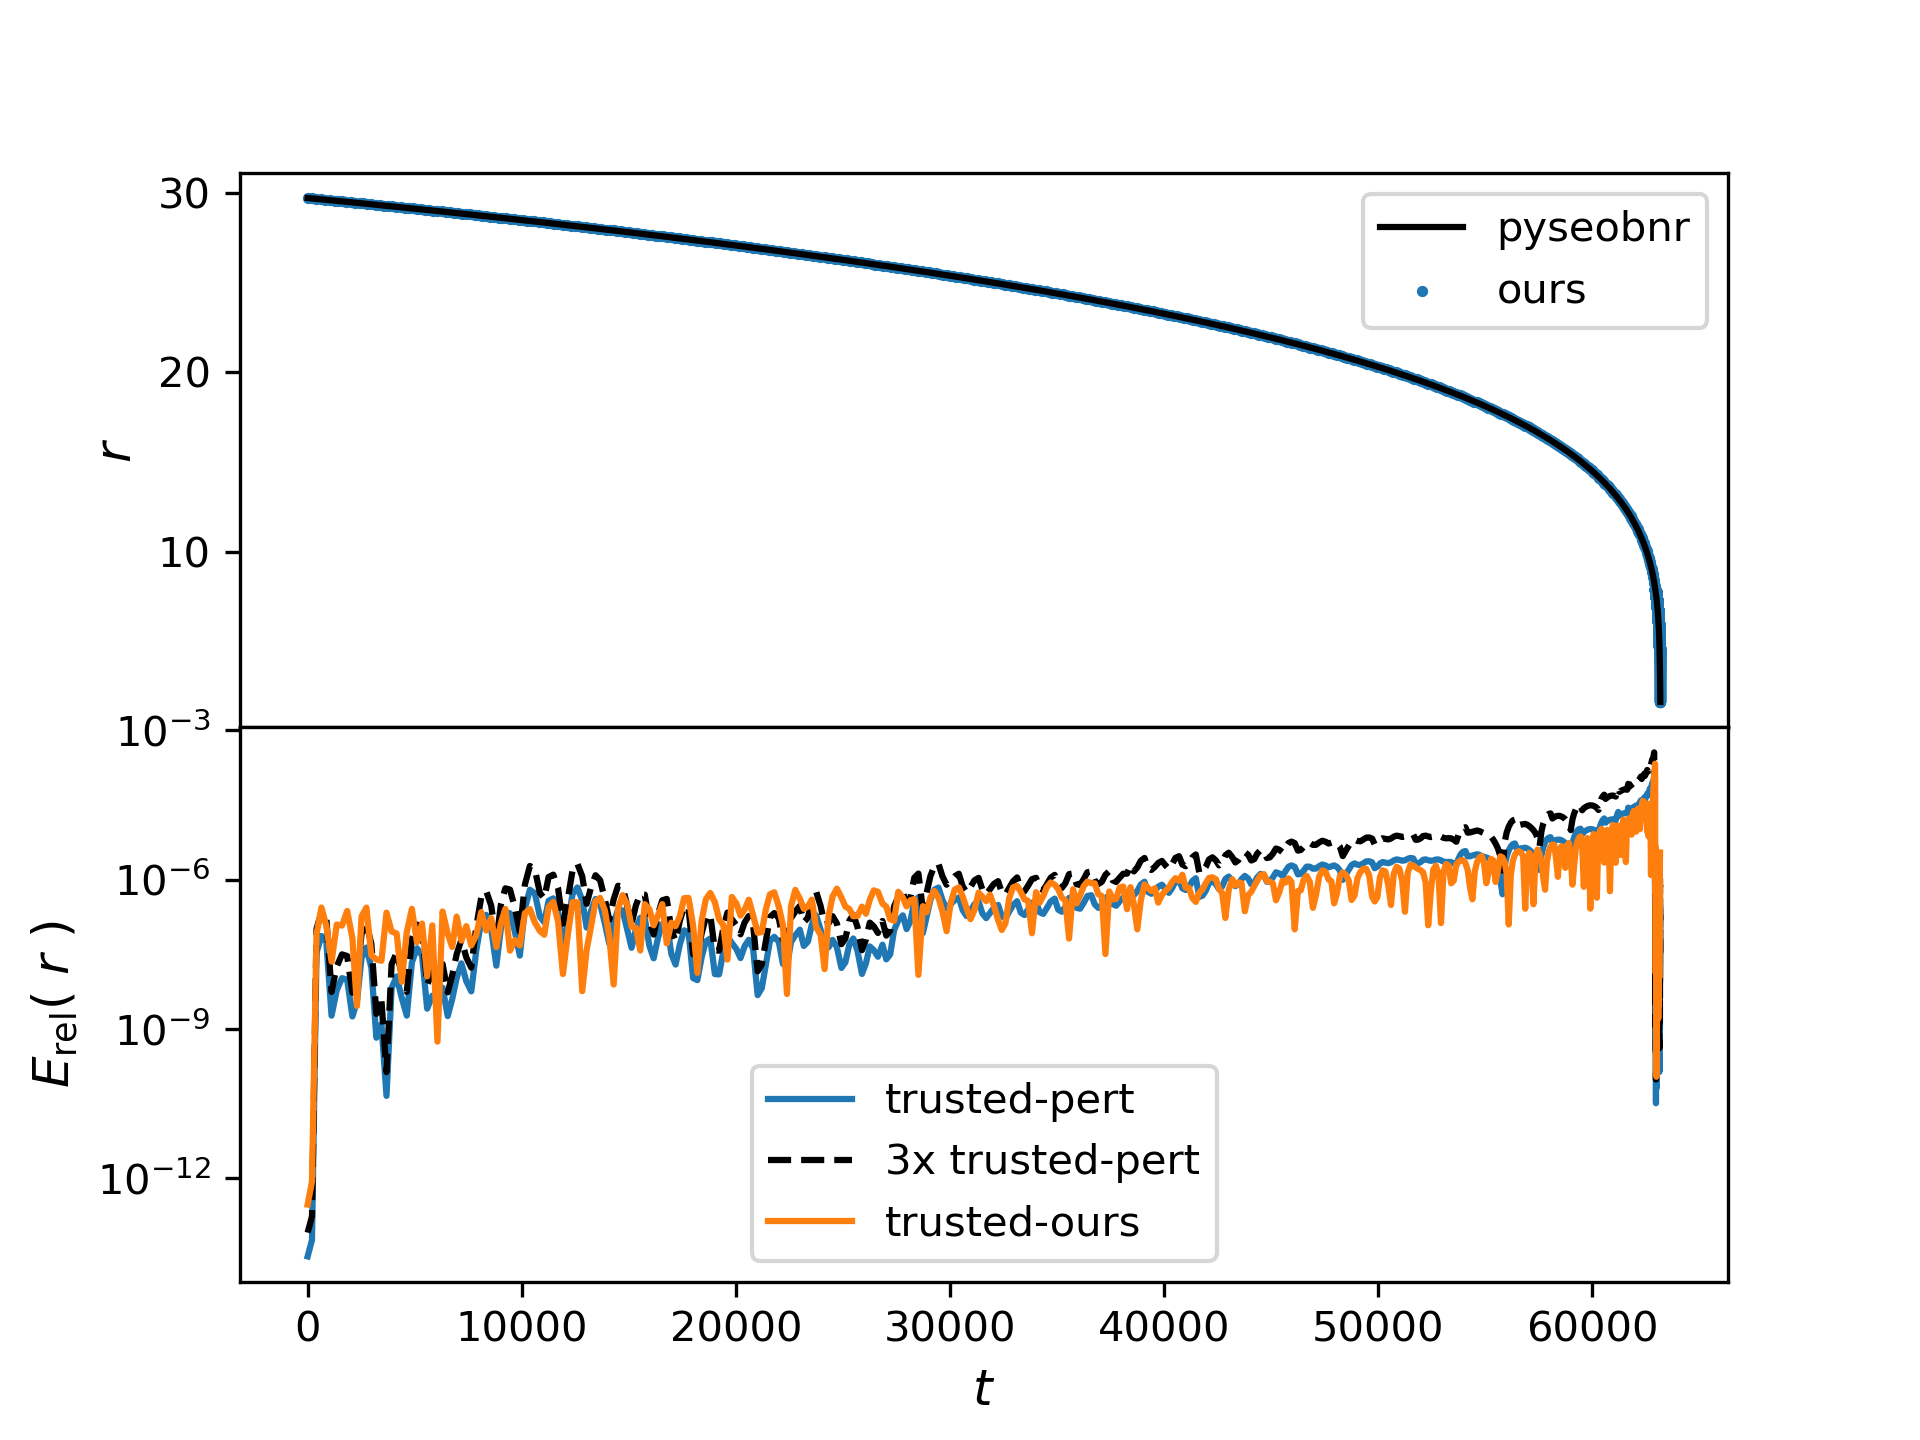 30
20
10
r
pyseobnr
ours
10⁻³
10⁻⁶
10⁻⁹
10⁻¹²
E_rel( r )
trusted-pert
3x trusted-pert
trusted-ours
0 10000 20000 30000 40000 50000 60000
t